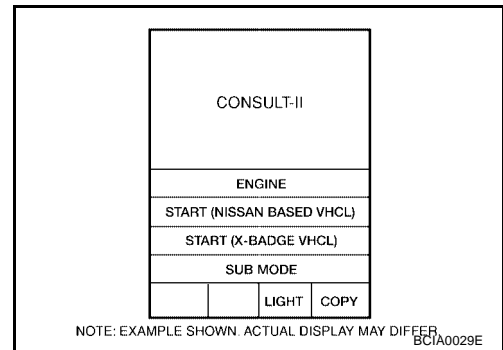 CONSULT-II
ENGINE
START (NISSAN BASED VHCL)
START (X-BADGE VHCL)
SUB MODE
LIGHT COPY
NOTE: EXAMPLE SHOWN. ACTUAL DISPLAY MAY DIFFER.
BCIA0029E